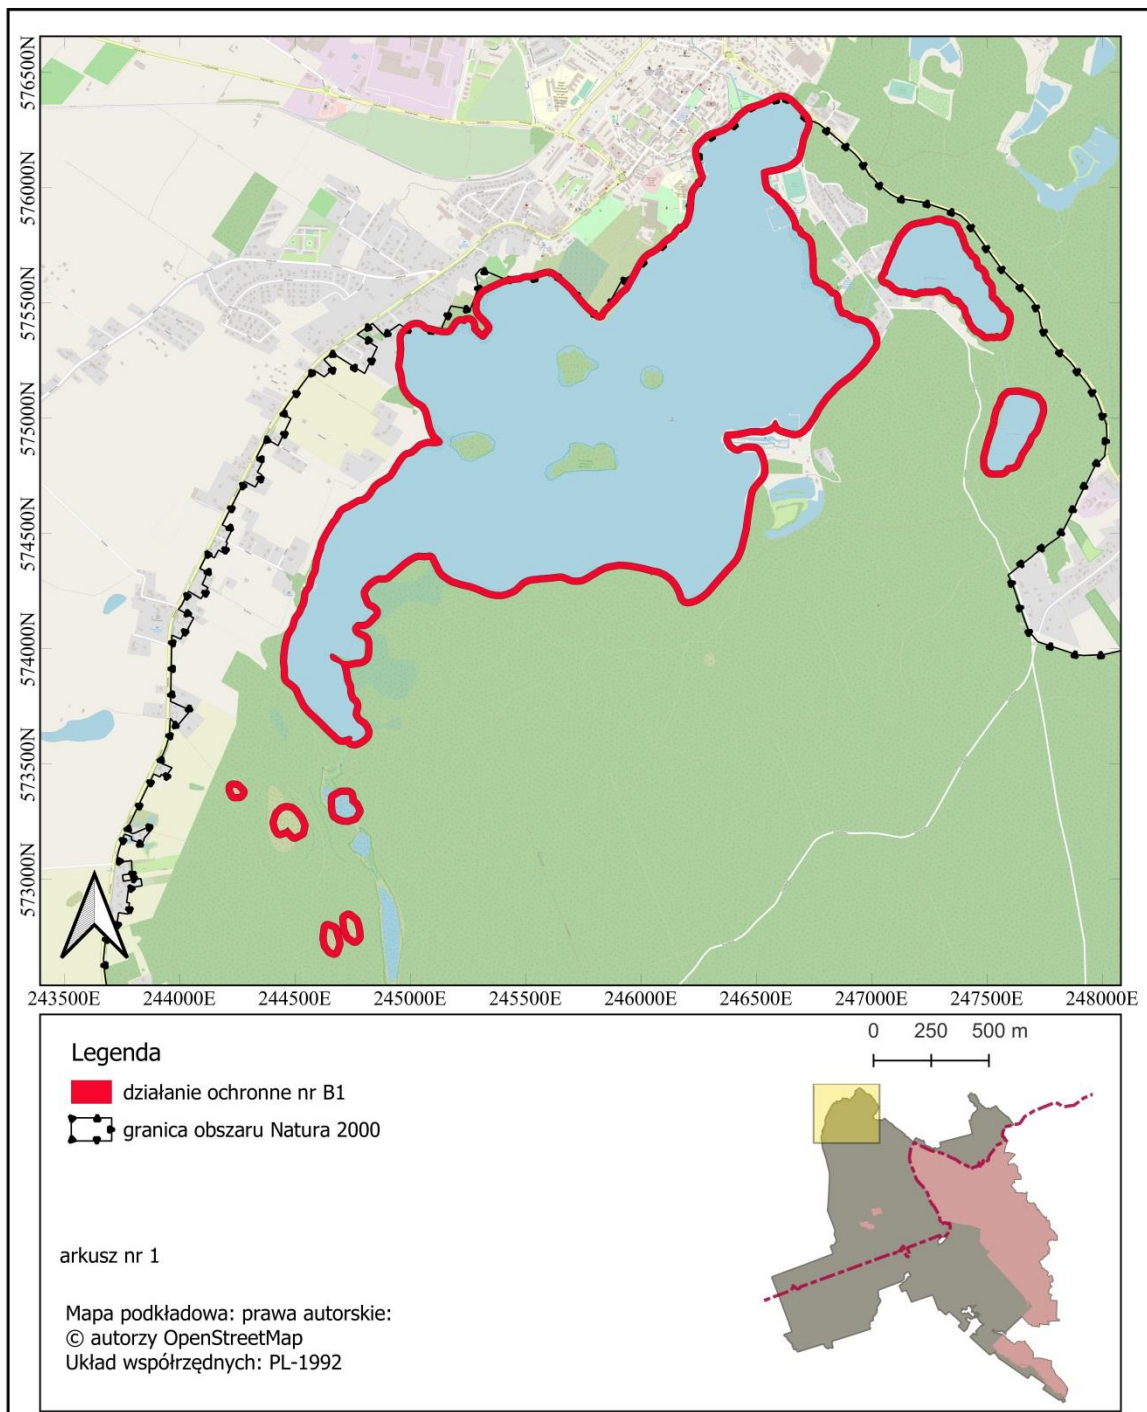 576500N
576000N
575500N
575000N
574500N
574000N
573500N
573000N
243500E 244000E 244500E 245000E 245500E 246000E 246500E 247000E 247500E 248000E
Legenda
działanie ochronne nr B1
granica obszaru Natura 2000
0 250 500 m
arkusz nr 1
Mapa podkładowa: prawa autorskie:
© autorzy OpenStreetMap
Układ współrzędnych: PL-1992